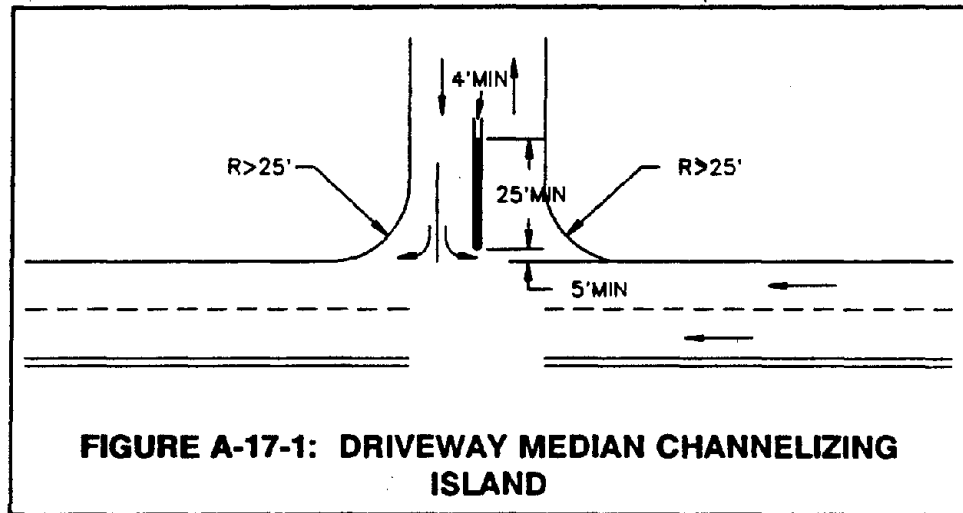 4'MIN
R>25'
R>25'
25'MIN
5'MIN
FIGURE A-17-1: DRIVEWAY MEDIAN CHANNELIZING
ISLAND